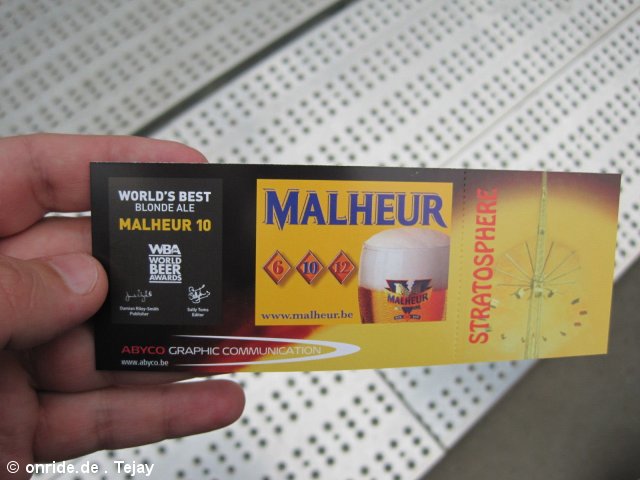 WORLD'S BEST
BLONDE ALE
MALHEUR 10
WBA
WORLD
BEER
AWARDS
Damian Riley-Smith
Publisher
Sally Toms
Editor
ABYCO GRAPHIC COMMUNICATION
www.abyco.be
MALHEUR
6 10 12
www.malheur.be
MALHEUR
STRATOSPHERE
© onride.de . Tejay